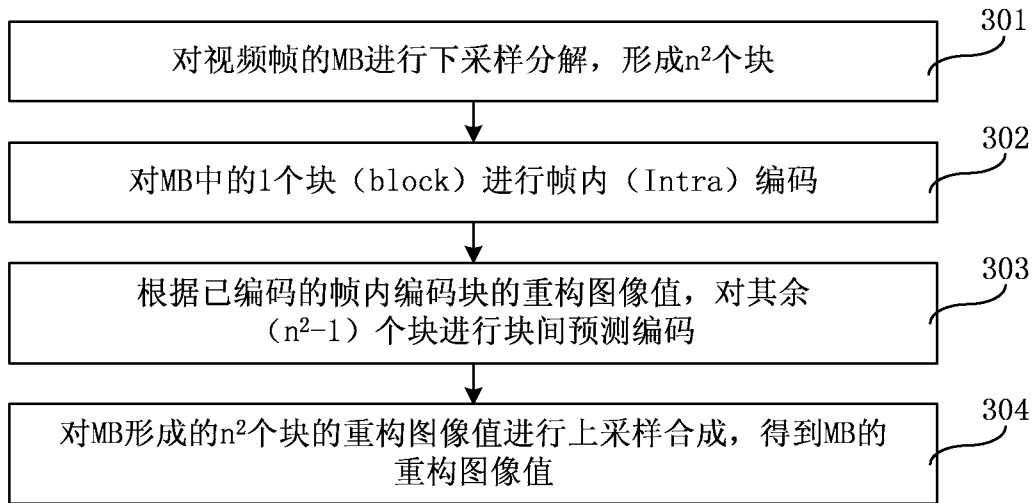 301
对视频帧的MB进行下采样分解，形成n²个块
302
对MB中的1个块（block）进行帧内（Intra）编码
303
根据已编码的帧内编码块的重构图像值，对其余
（n²-1）个块进行块间预测编码
304
对MB形成的n²个块的重构图像值进行上采样合成，得到MB的
重构图像值